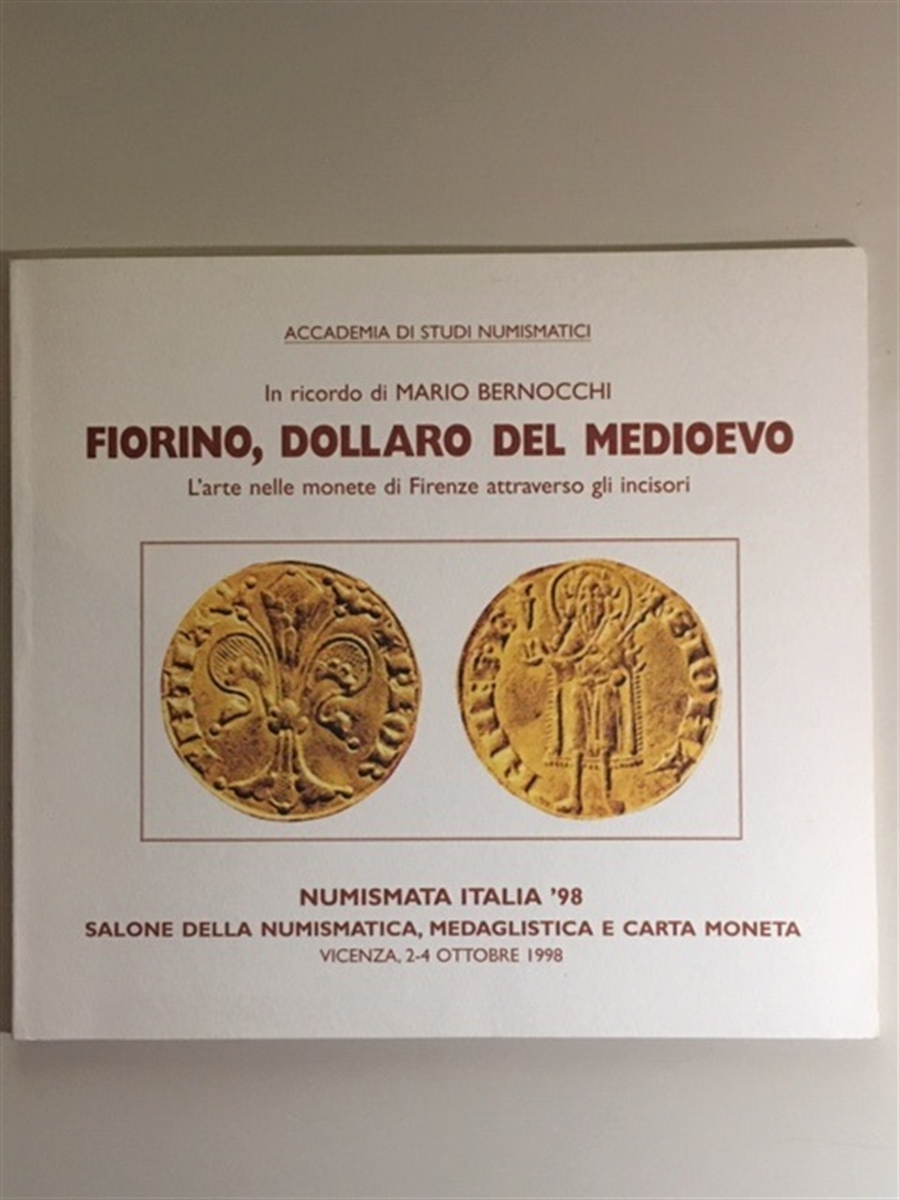 ACCADEMIA DI STUDI NUMISMATICI
In ricordo di MARIO BERNOCCHI
FIORINO, DOLLARO DEL MEDIOEVO
L'arte nelle monete di Firenze attraverso gli incisori
NUMISMATA ITALIA '98
SALONE DELLA NUMISMATICA, MEDAGLISTICA E CARTA MONETA
VICENZA, 2-4 OTTOBRE 1998